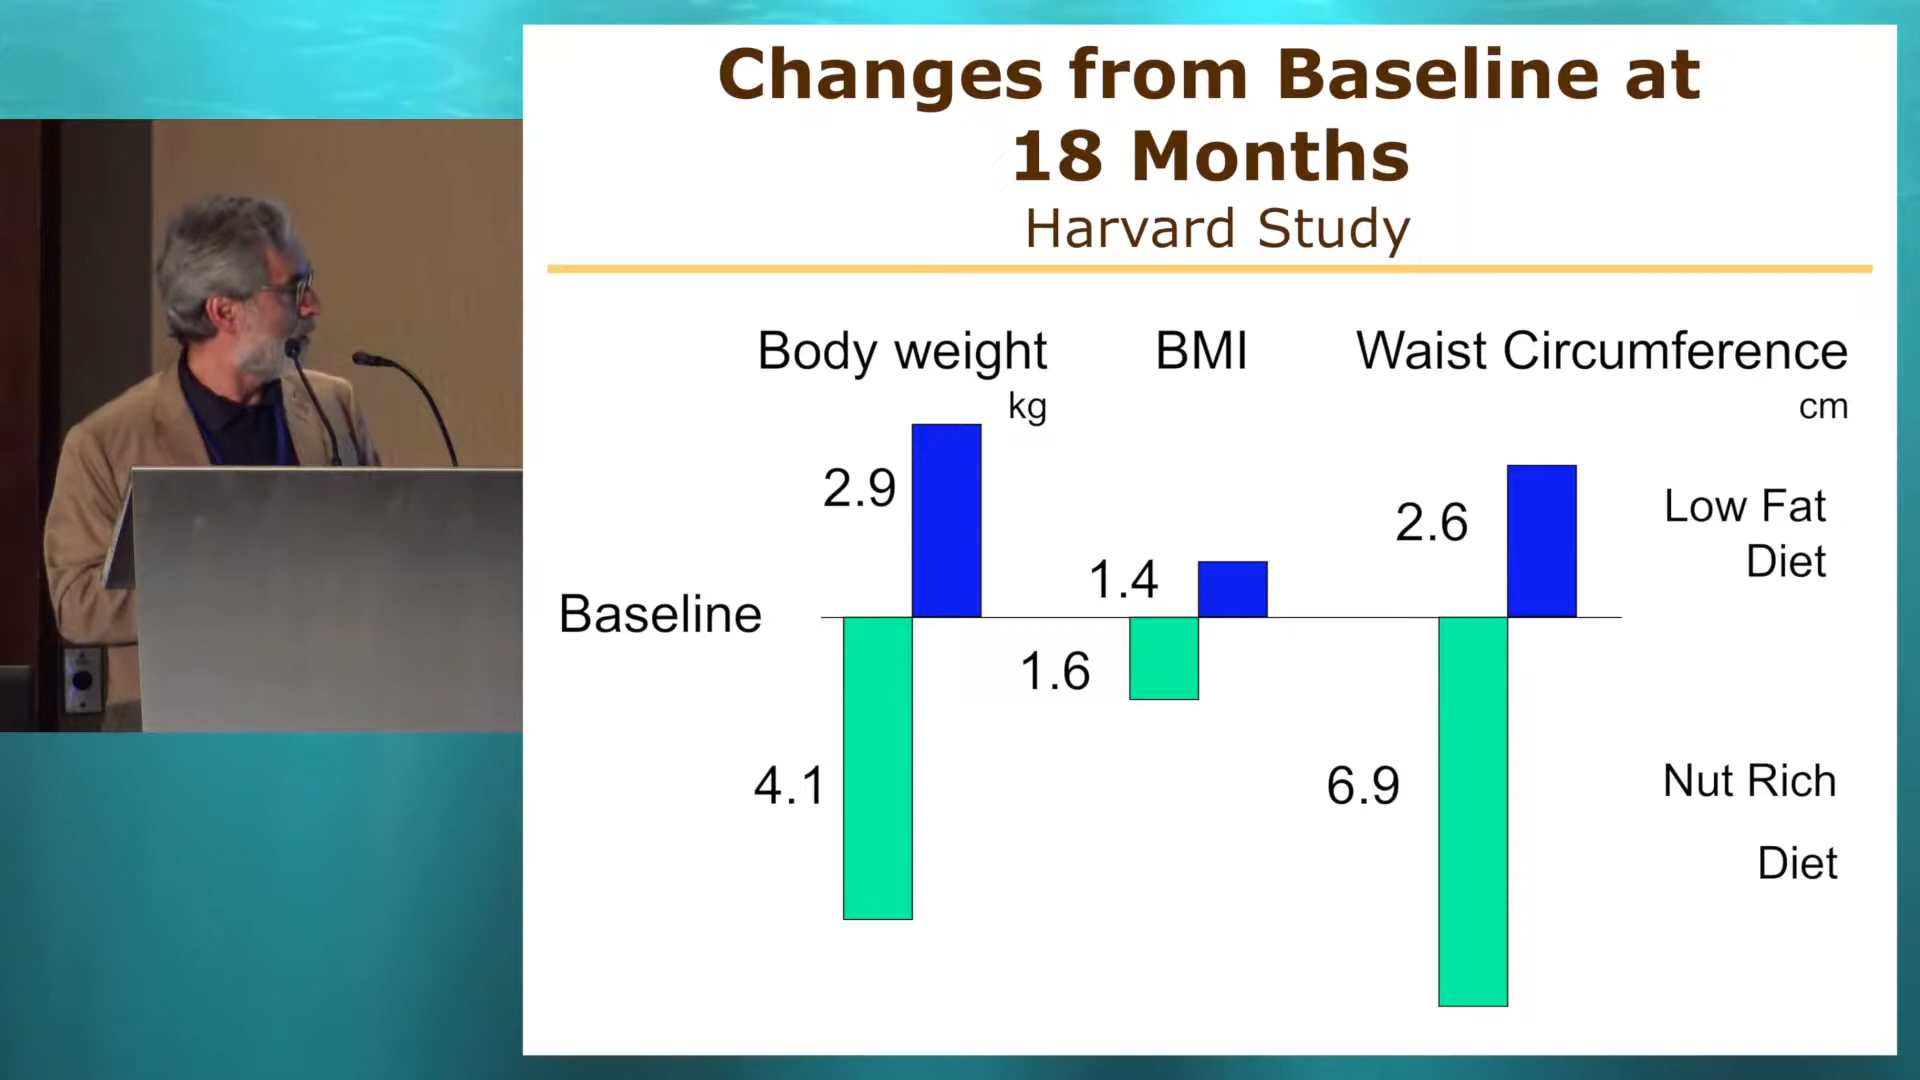 Changes from Baseline at
18 Months
Harvard Study
Body weight
kg
BMI
Waist Circumference
cm
2.9
1.4
2.6
Low Fat
Diet
Baseline
1.6
4.1
6.9
Nut Rich
Diet